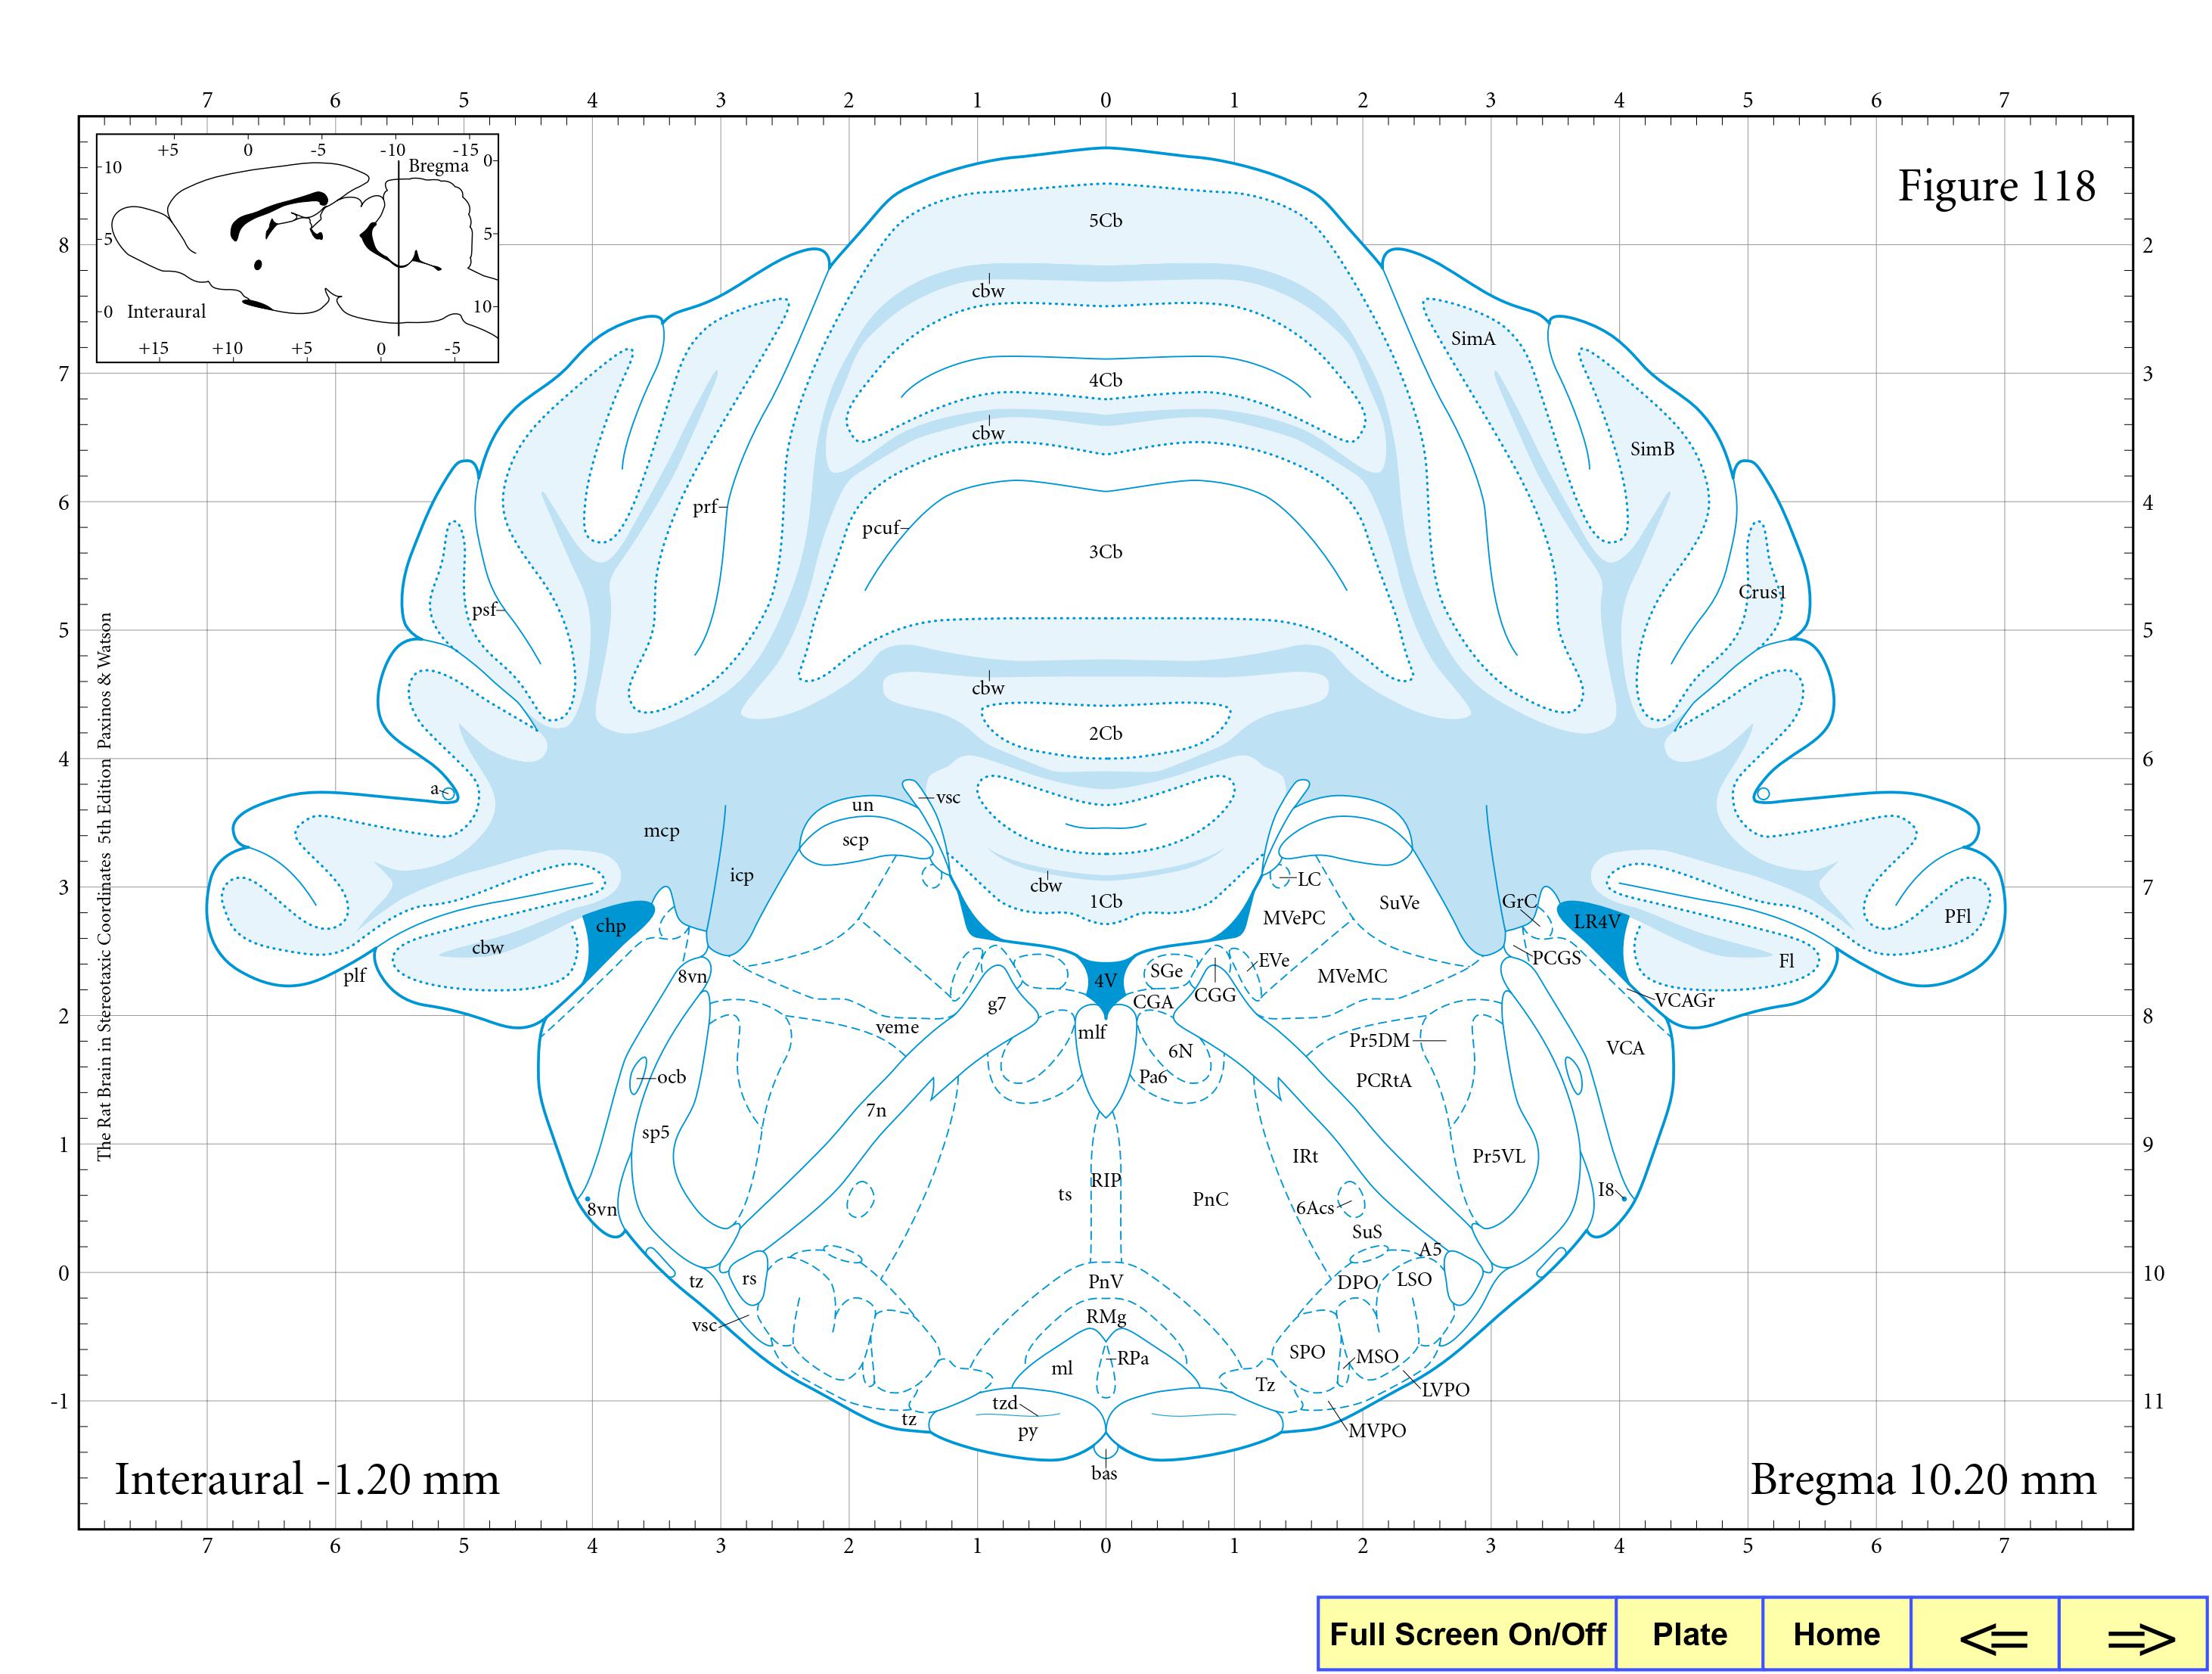 7 6 5 4 3 2 1 0 1 2 3 4 5 6 7
+5 0 -5 -10 -15
Bregma
0
10
5
5
0 Interaural
10
+15 +10 +5 0 -5
Figure 118
8
7
6
5
4
3
2
1
0
-1
2
3
4
5
6
7
8
9
10
11
The Rat Brain in Stereotaxic Coordinates 5th Edition Paxinos & Watson
5Cb
cbw
SimA
4Cb
cbw
SimB
prf
pcuf
3Cb
Crus1
psf
cbw
2Cb
a
un
vsc
mcp
scp
icp
cbw
1Cb
LC
MVePC
SuVe
GrC
LR4V
PFl
chp
cbw
plf
8vn
PCGS
Fl
EVe
SGe
4V
CGG
MVeMC
CGA
g7
VCAGr
veme
mlf
6N
Pr5DM
VCA
ocb
Pa6
PCRtA
7n
sp5
IRt
Pr5VL
RIP
ts
PnC
I8
6Acs
8vn
SuS
A5
tz
rs
PnV
DPO
LSO
RMg
vsc
SPO
MSO
ml
RPa
Tz
LVPO
tzd
tz
py
MVPO
bas
Interaural -1.20 mm
Bregma 10.20 mm
7 6 5 4 3 2 1 0 1 2 3 4 5 6 7
Full Screen On/Off Plate Home <= =>